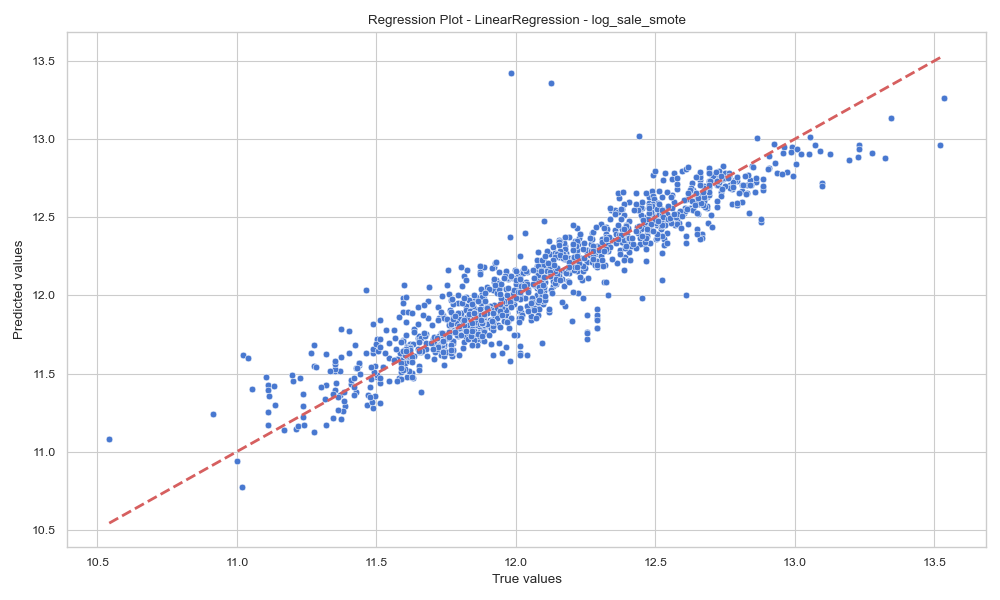 Regression Plot - LinearRegression - log_sale_smote
Predicted values
13.5
13.0
12.5
12.0
11.5
11.0
10.5
10.5 11.0 11.5 12.0 12.5 13.0 13.5
True values